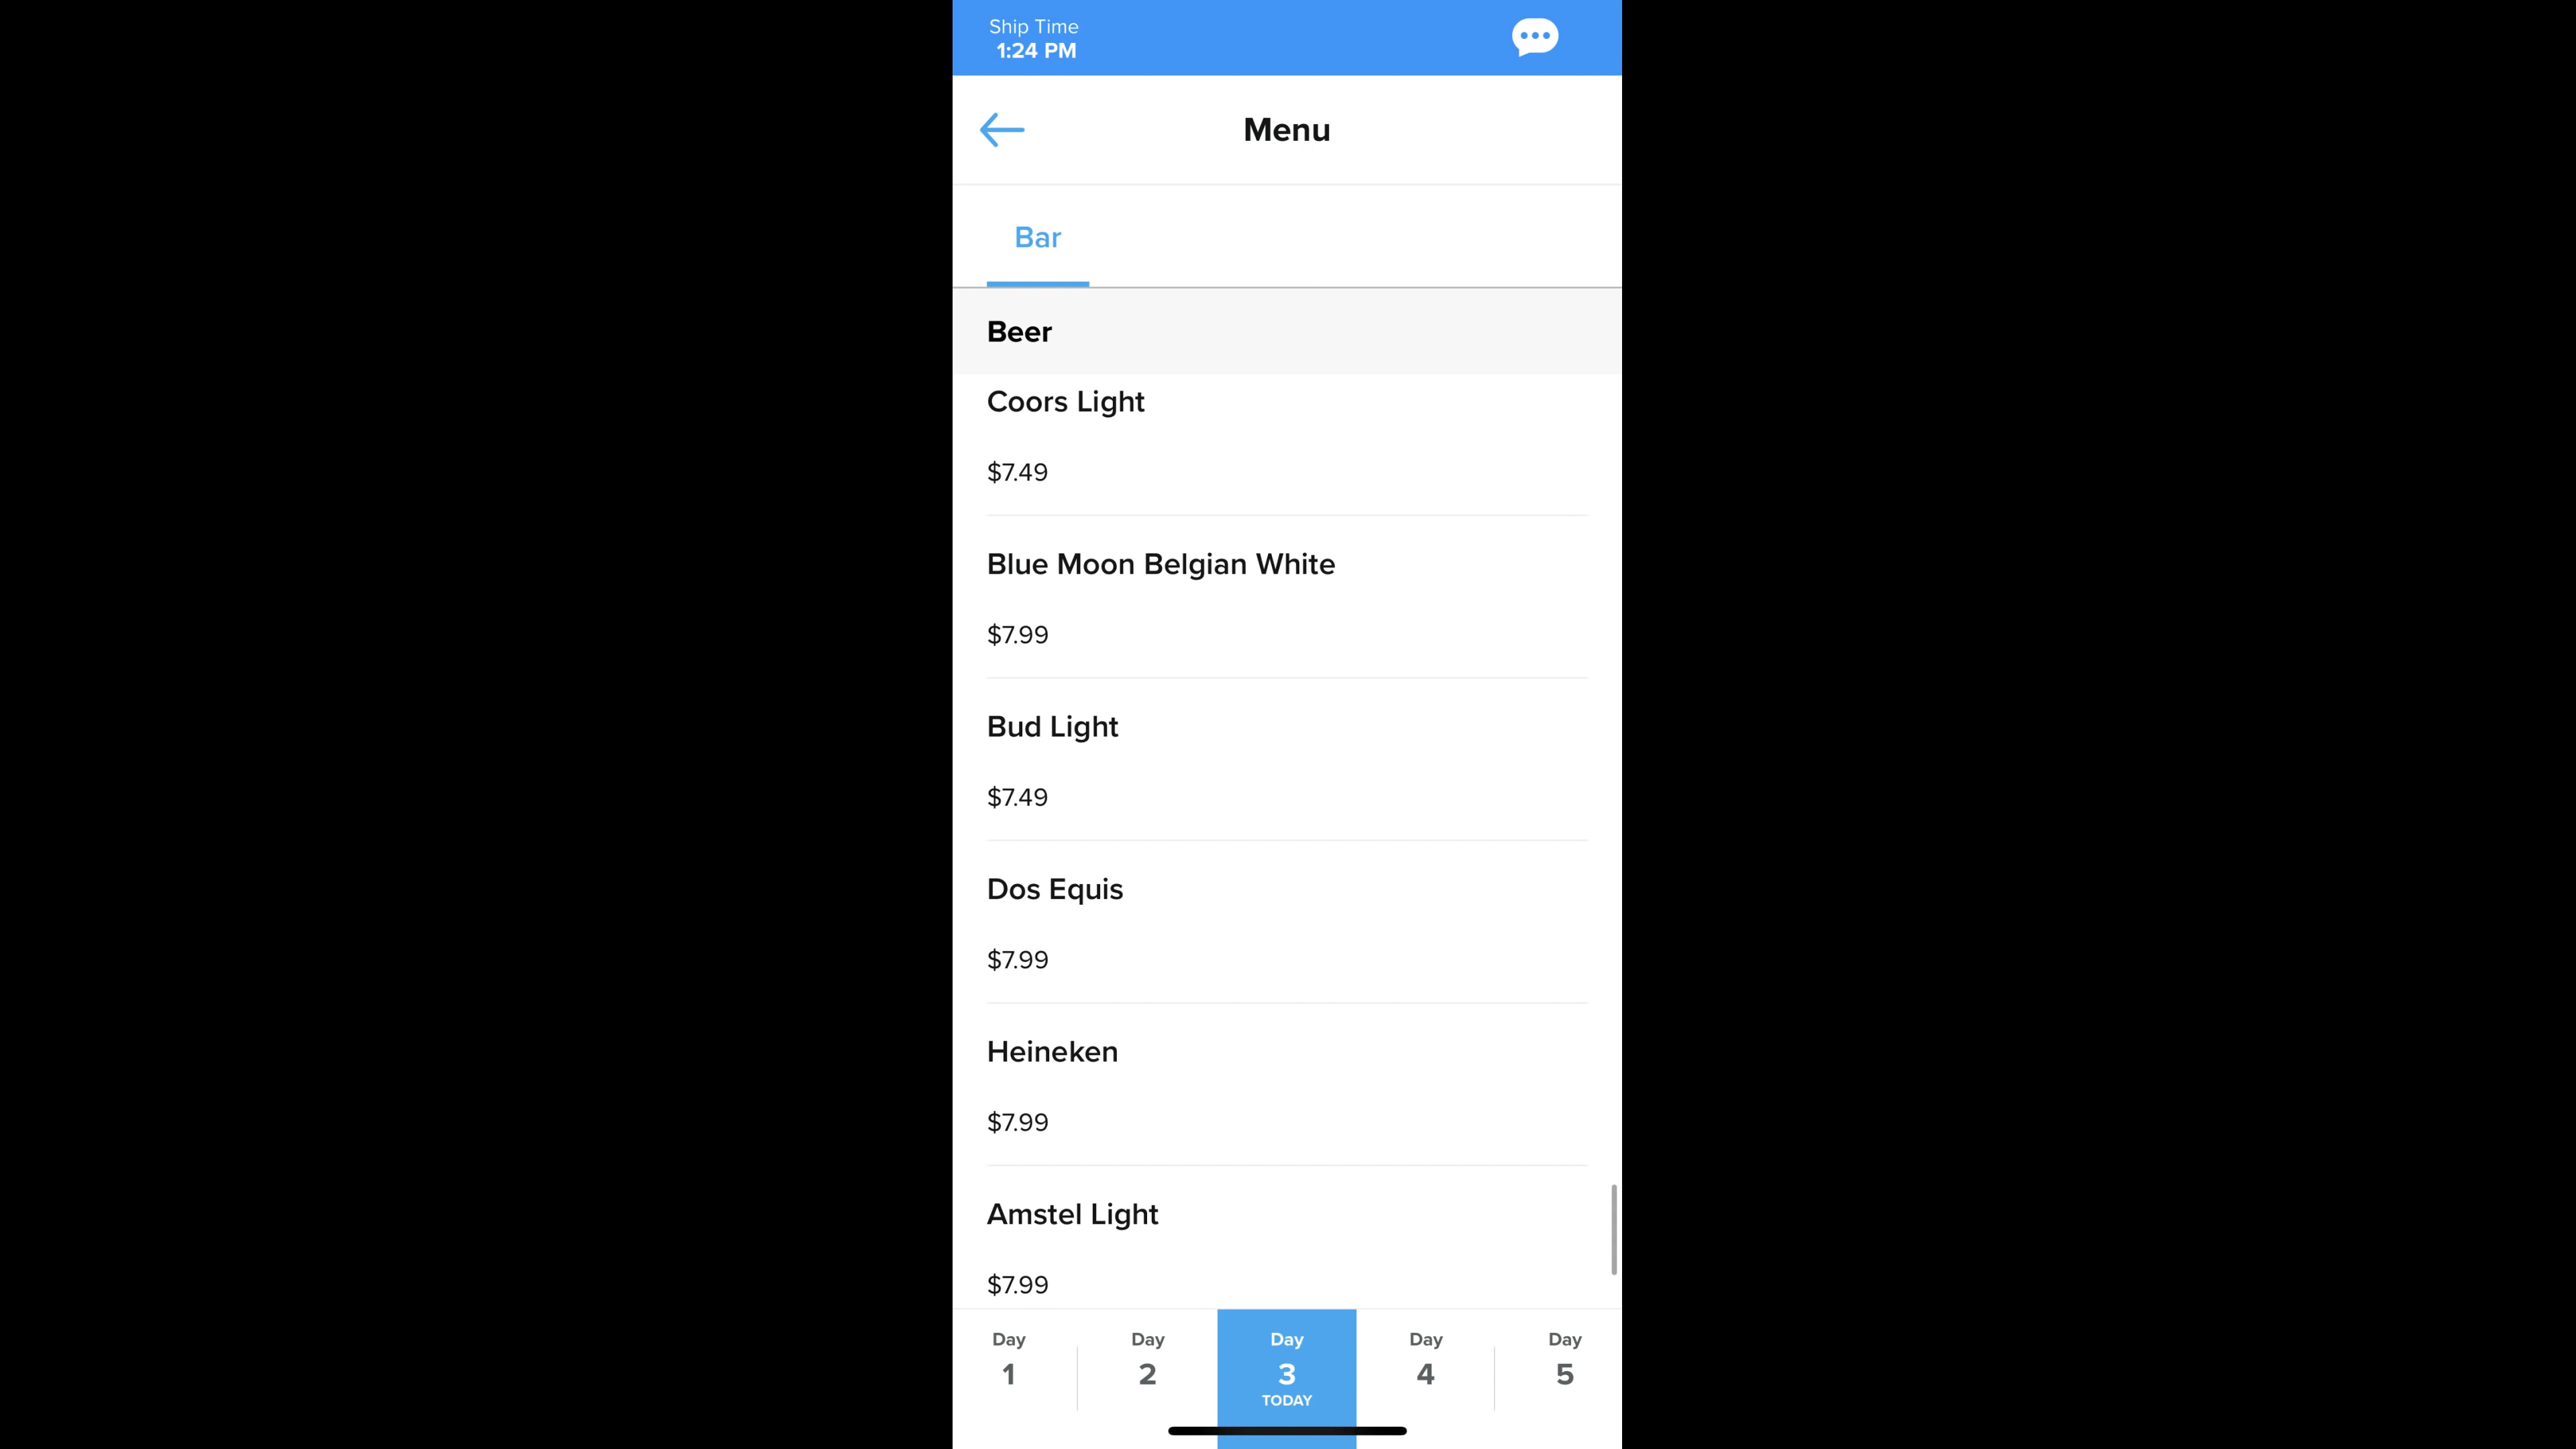 Ship Time
1:24 PM
Menu
Bar
Beer
Coors Light
$7.49
Blue Moon Belgian White
$7.99
Bud Light
$7.49
Dos Equis
$7.99
Heineken
$7.99
Amstel Light
$7.99
Day Day Day Day Day
1 2 3 4 5
TODAY